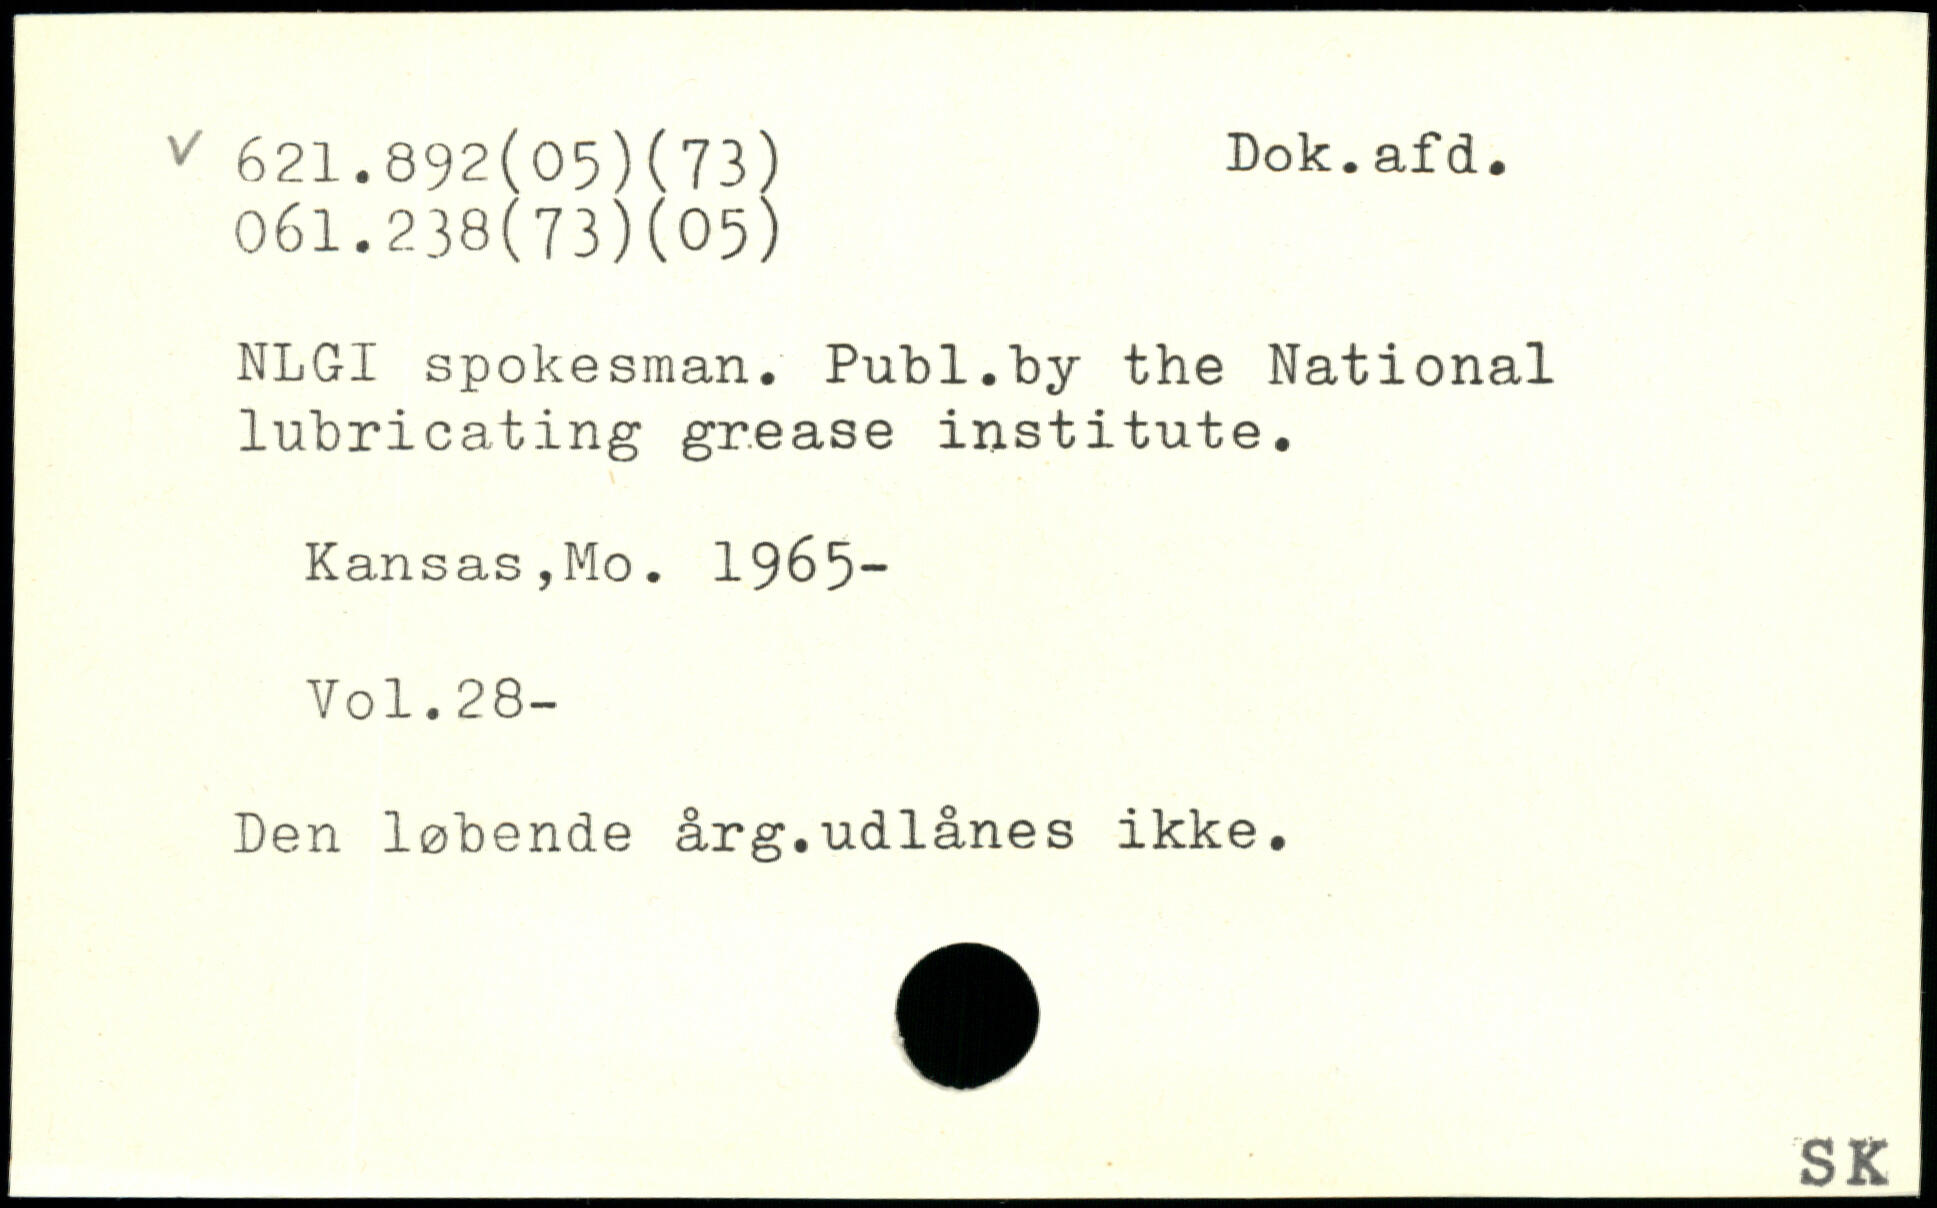 v 621.892(05)(73) Dok.afd.
061.238(73)(05)
NLGI spokesman. Publ.by the National
lubricating grease institute.
Kansas,Mo. 1965-
Vol.28-
Den løbende årg.udlånes ikke.
SK